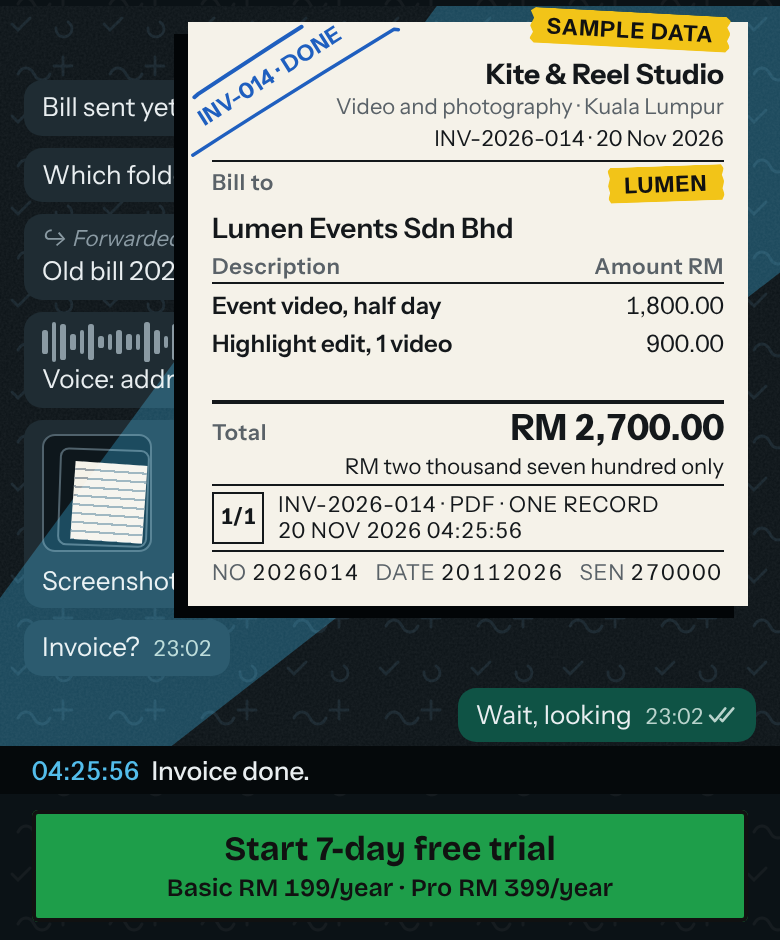 SAMPLE DATA
INV-014 · DONE
Kite & Reel Studio
Video and photography · Kuala Lumpur
INV-2026-014 · 20 Nov 2026
Bill to
LUMEN
Lumen Events Sdn Bhd
Description Amount RM
Event video, half day 1,800.00
Highlight edit, 1 video 900.00
Total RM 2,700.00
RM two thousand seven hundred only
1/1
INV-2026-014 · PDF · ONE RECORD
20 NOV 2026 04:25:56
NO 2026014 DATE 20112026 SEN 270000
Bill sent yet
Which fold
Forwarded
Old bill 202
Voice: addr
Screenshot
Invoice? 23:02
Wait, looking 23:02
04:25:56 Invoice done.
Start 7-day free trial
Basic RM 199/year · Pro RM 399/year